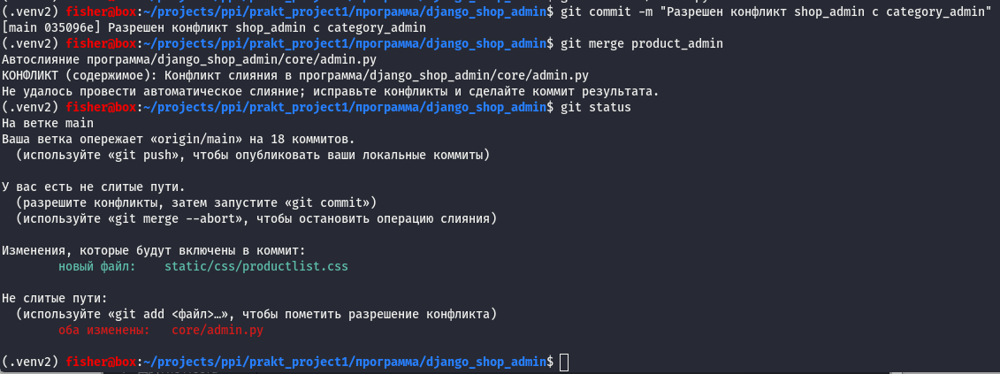 (.venv2) fisher@box:~/projects/ppi/prakt_project1/программа/django_shop_admin$ git commit -m "Разрешен конфликт shop_admin с category_admin"
[main 035096e] Разрешен конфликт shop_admin с category_admin
(.venv2) fisher@box:~/projects/ppi/prakt_project1/программа/django_shop_admin$ git merge product_admin
Автослияние программа/django_shop_admin/core/admin.py
КОНФЛИКТ (содержимое): Конфликт слияния в программа/django_shop_admin/core/admin.py
Не удалось провести автоматическое слияние; исправьте конфликты и сделайте коммит результата.
(.venv2) fisher@box:~/projects/ppi/prakt_project1/программа/django_shop_admin$ git status
На ветке main
Ваша ветка опережает «origin/main» на 18 коммитов.
  (используйте «git push», чтобы опубликовать ваши локальные коммиты)

У вас есть не слитые пути.
  (разрешите конфликты, затем запустите «git commit»)
  (используйте «git merge --abort», чтобы остановить операцию слияния)

Изменения, которые будут включены в коммит:
        новый файл:    static/css/productlist.css

Не слитые пути:
  (используйте «git add <файл>…», чтобы пометить разрешение конфликта)
        оба изменены:   core/admin.py

(.venv2) fisher@box:~/projects/ppi/prakt_project1/программа/django_shop_admin$